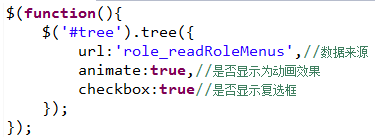 $(function(){
$('#tree').tree({
url:'role_readRoleMenus',//数据来源
animate:true,//是否显示为动画效果
checkbox:true//是否显示复选框
});
});